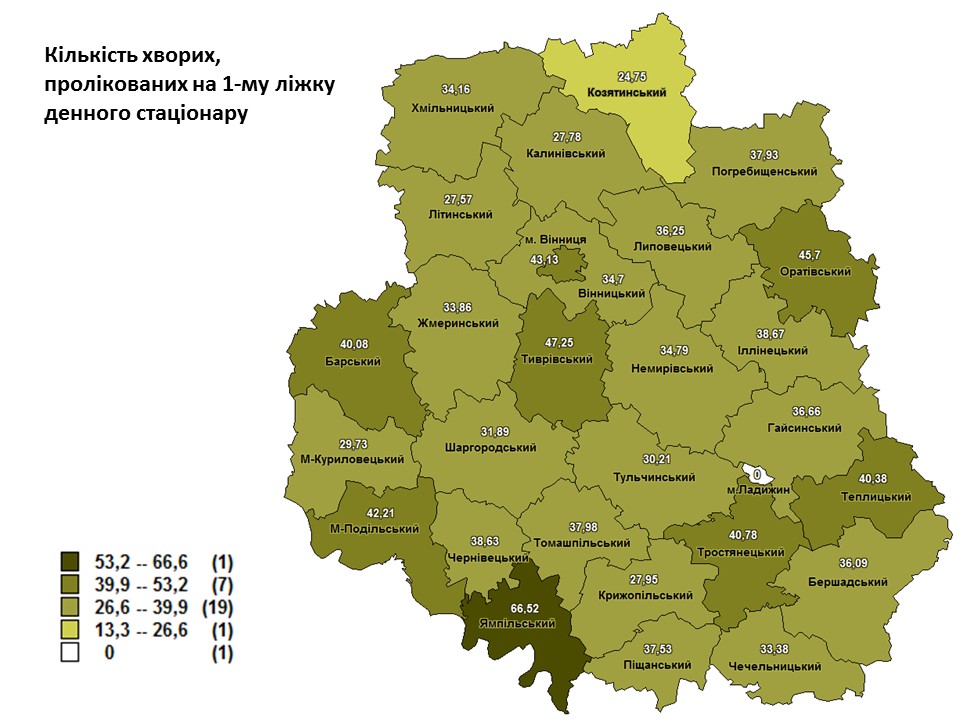 Кількість хворих,
пролікованих на 1-му ліжку
денного стаціонару
24,75
Козятинський
34,16
Хмільницький
27,78
Калинівський
37,93
Погребищенський
27,57
Літинський
36,25
Липовецький
м. Вінниця
43,13
34,7
Вінницький
45,7
Оратівський
33,86
Жмеринський
40,08
Барський
47,25
Тиврівський
34,79
Немирівський
38,67
Іллінецький
36,66
Гайсинський
31,89
Шаргородський
29,73
М-Куриловецький
30,21
Тульчинський
0
м.Ладижин
40,38
Теплицький
42,21
М-Подільський
38,63
Чернівецький
37,98
Томашпільський
40,78
Тростянецький
36,09
Бершадський
27,95
Крижопільський
66,52
Ямпільський
37,53
Піщанський
33,38
Чечельницький
53,2 -- 66,6 (1)
39,9 -- 53,2 (7)
26,6 -- 39,9 (19)
13,3 -- 26,6 (1)
0 (1)